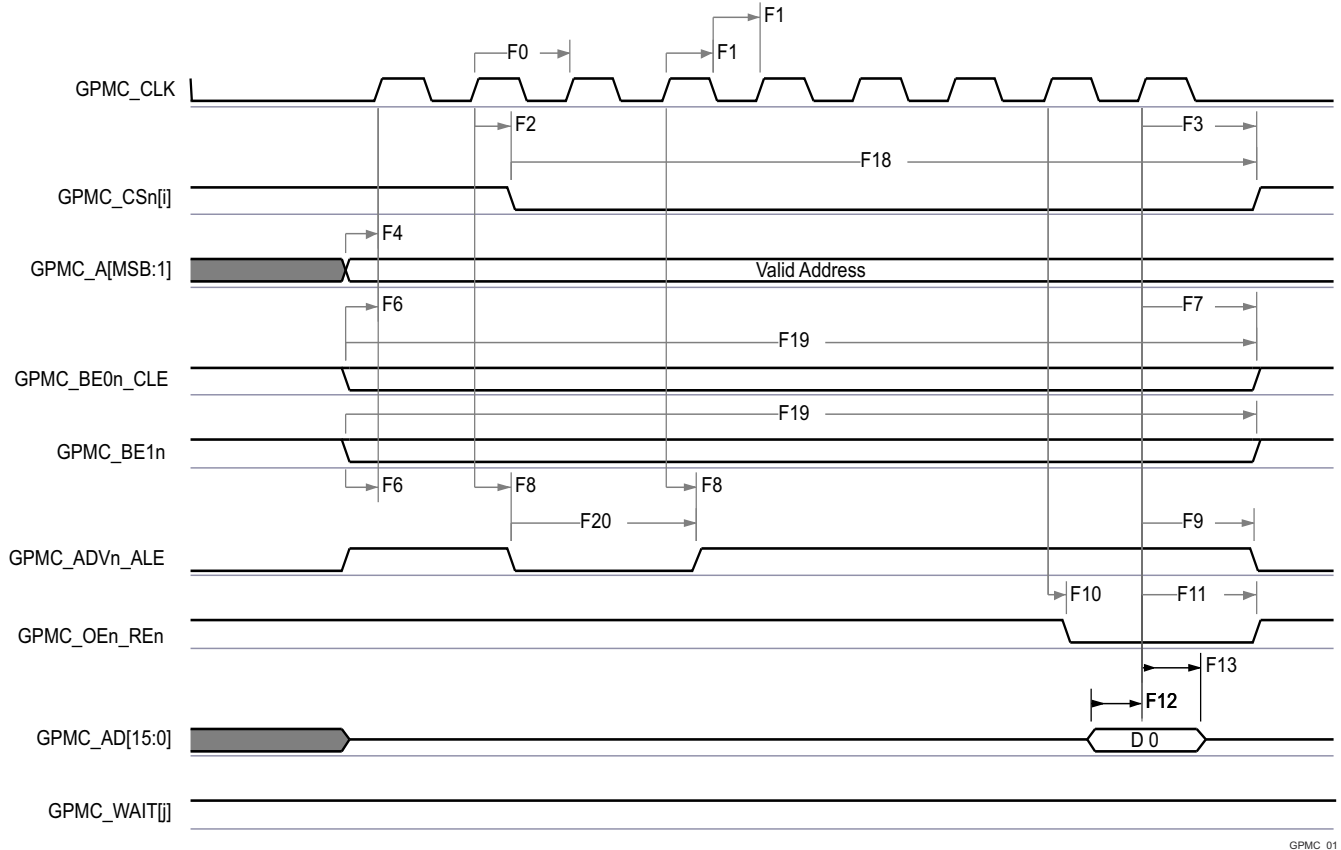 F1
F0
F1
GPMC_CLK
F2
F3
F18
GPMC_CSn[i]
F4
GPMC_A[MSB:1]
Valid Address
F6
F7
F19
GPMC_BE0n_CLE
F19
GPMC_BE1n
F6
F8
F8
F20
F9
GPMC_ADVn_ALE
F10
F11
GPMC_OEn_REn
F13
F12
GPMC_AD[15:0]
D 0
GPMC_WAIT[j]
GPMC_01